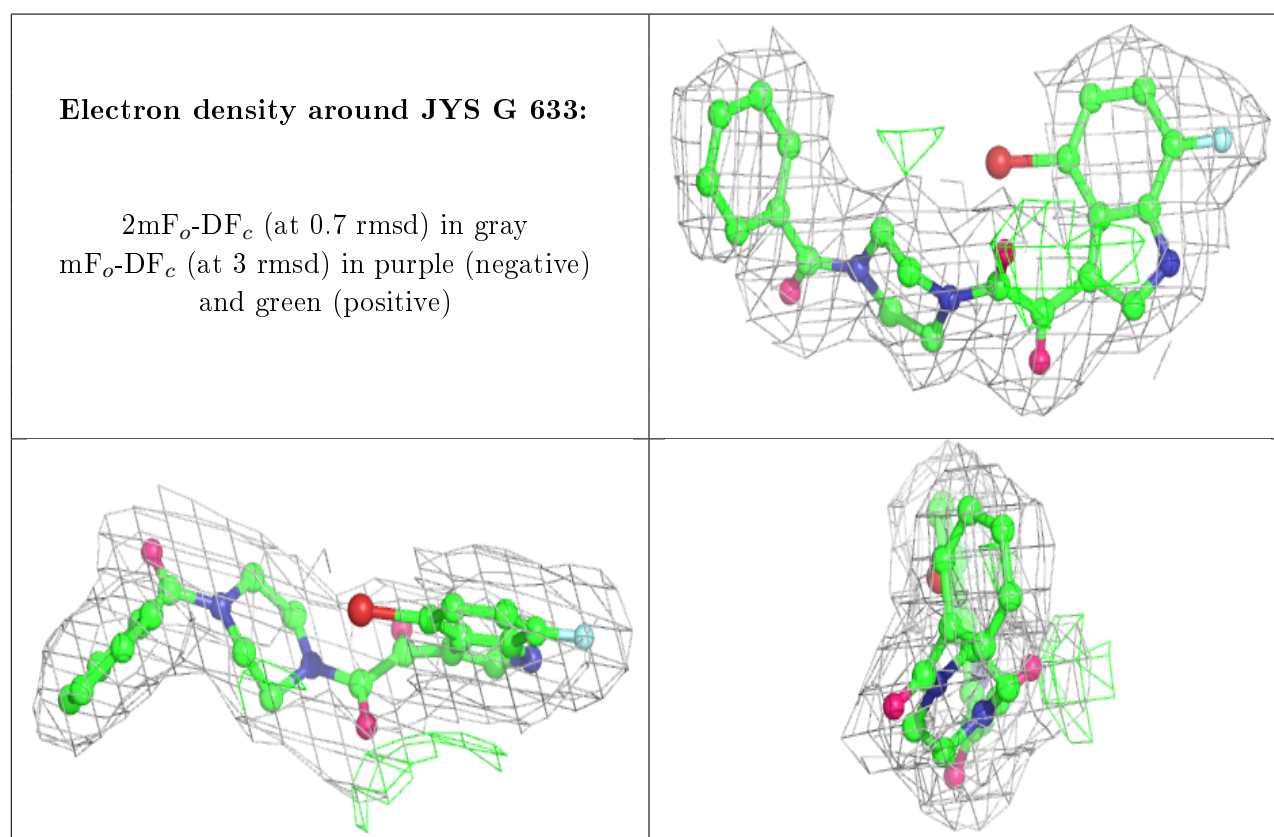 Electron density around JYS G 633:
2mFo-DFc (at 0.7 rmsd) in gray
mFo-DFc (at 3 rmsd) in purple (negative)
and green (positive)